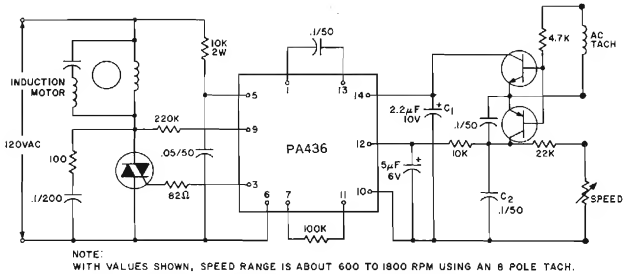 120VAC
INDUCTION
MOTOR
100
.1/200
220K
10K
2W
.05/50
82Ω
.1/50
1
13
5
9
3
6
7
11
14
12
10
PA436
100K
2.2µF
10V
+
C1
5µF
6V
+
10K
.1/50
C2
.1/50
22K
4.7K
AC
TACH
SPEED
NOTE:
WITH VALUES SHOWN, SPEED RANGE IS ABOUT 600 TO 1800 RPM USING AN 8 POLE TACH.